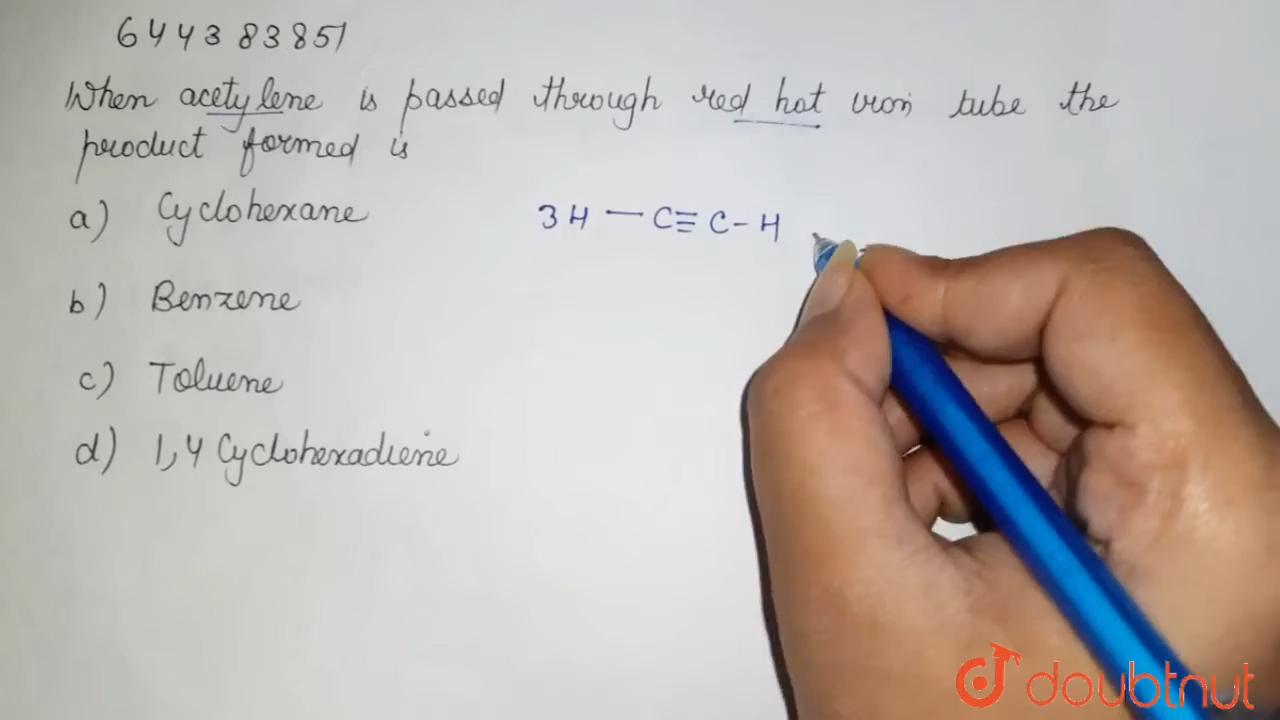 6443 83851
When acetylene is passed through red hot iron tube the
product formed is
a) Cyclohexane
3H — C≡C-H
b) Benzene
c) Toluene
d) 1,4 Cyclohexadiene
doubtnut